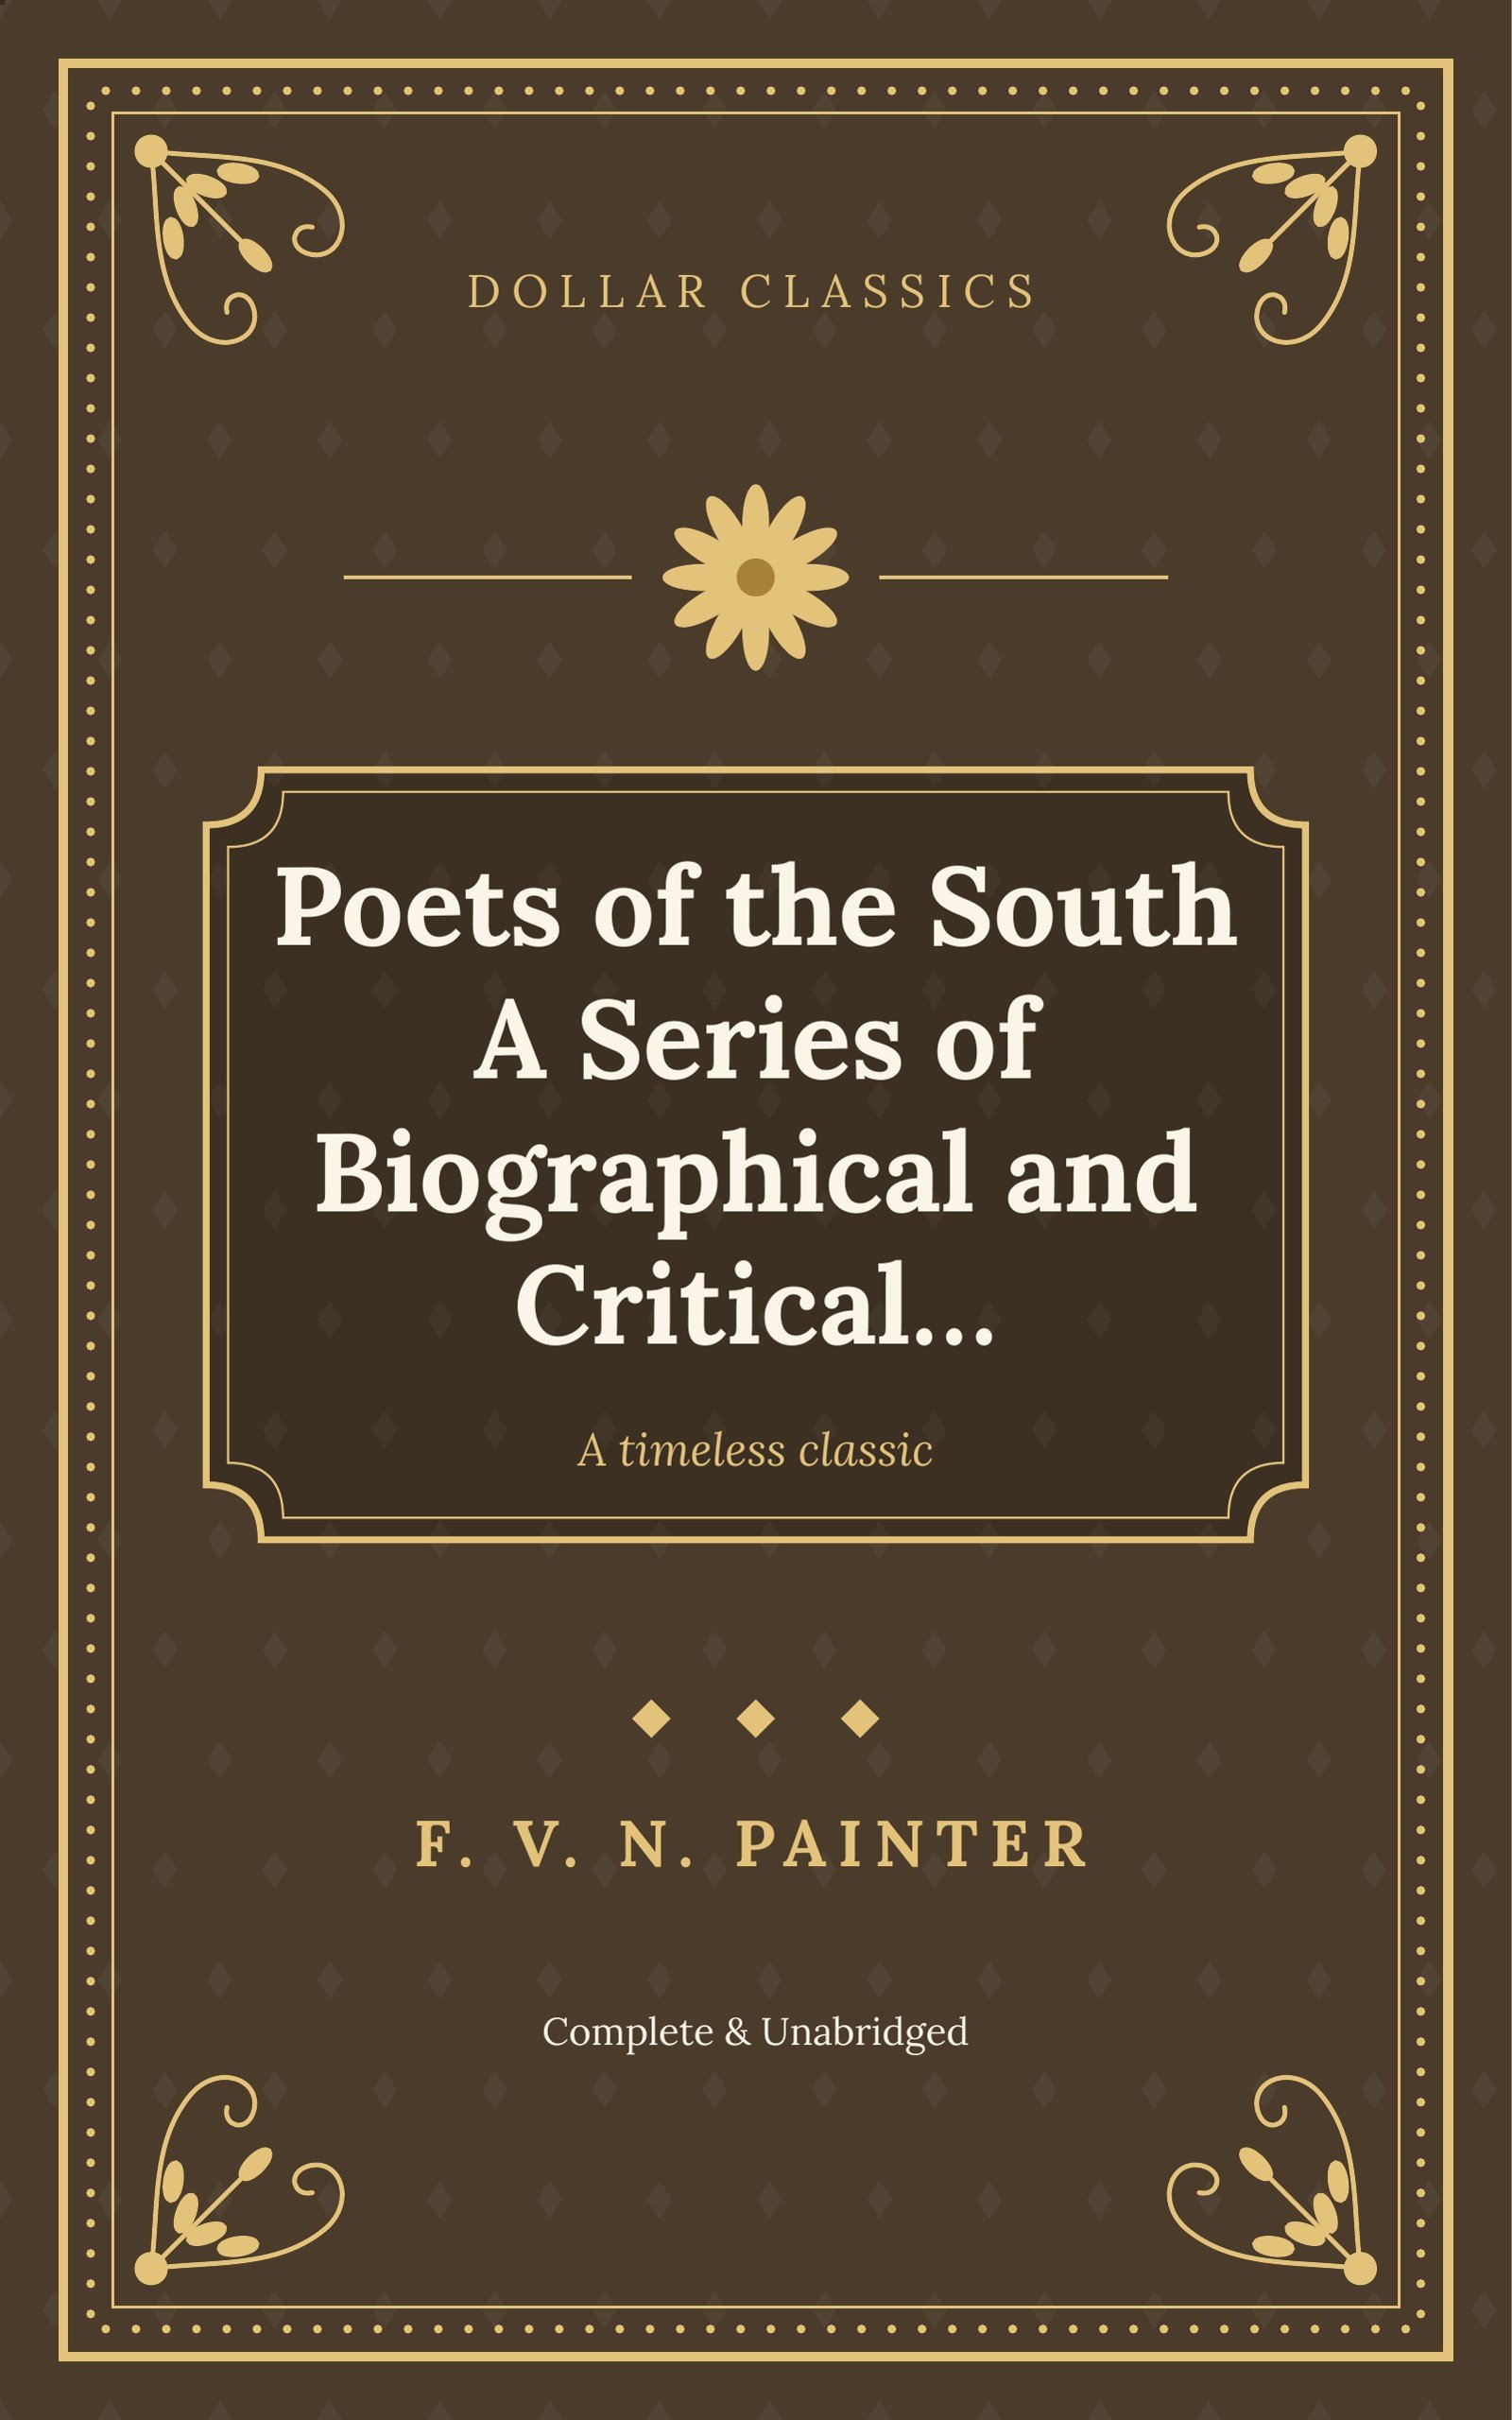 DOLLAR CLASSICS
Poets of the South
A Series of
Biographical and
Critical...
A timeless classic
F. V. N. PAINTER
Complete & Unabridged